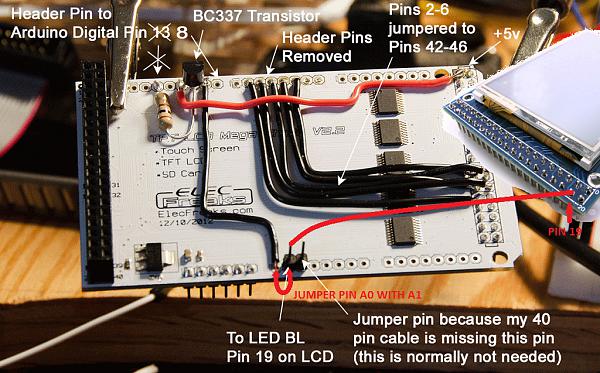 Header Pin to
Arduino Digital Pin 13 8
BC337 Transistor
Header Pins
Removed
Pins 2-6
jumpered to
Pins 42-46
+5v
TFT LCD Mega V2.2
• Touch Screen
• TFT LCD
• SD Car
ELEC
FREAKS
ElecFreaks.com
12/10/2012
PIN 19
JUMPER PIN A0 WITH A1
To LED BL
Pin 19 on LCD
Jumper pin because my 40
pin cable is missing this pin
(this is normally not needed)